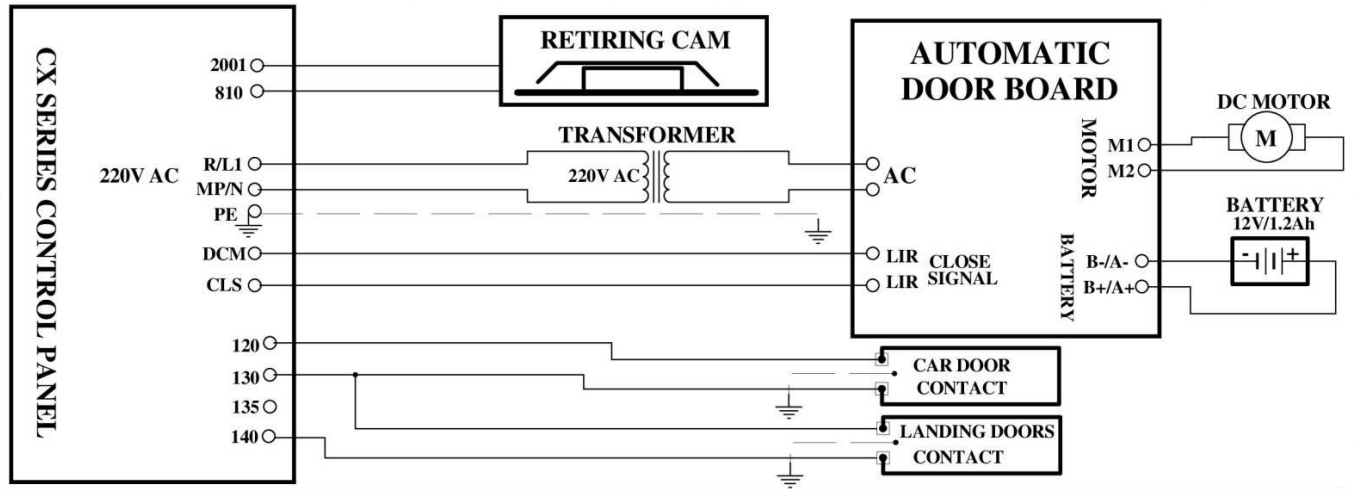 CX SERIES CONTROL PANEL
2001
810
220V AC
R/L1
MP/N
PE
DCM
CLS
120
130
135
140
RETIRING CAM
TRANSFORMER
220V AC
AUTOMATIC
DOOR BOARD
AC
LIR
LIR
CLOSE
SIGNAL
MOTOR
M1
M2
BATTERY
B-/A-
B+/A+
DC MOTOR
M
BATTERY
12V/1.2Ah
- +
CAR DOOR
CONTACT
LANDING DOORS
CONTACT